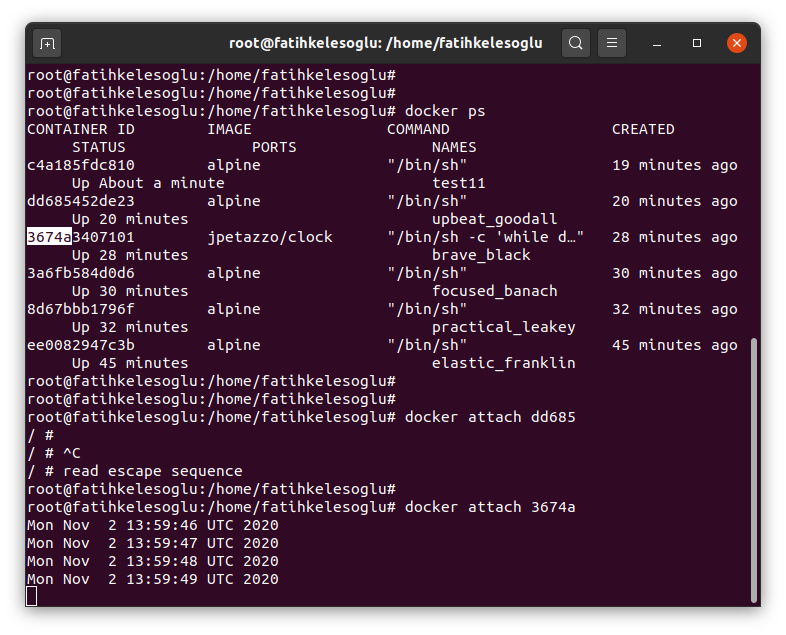 root@fatihkelesoglu: /home/fatihkelesoglu
root@fatihkelesoglu:/home/fatihkelesoglu#
root@fatihkelesoglu:/home/fatihkelesoglu#
root@fatihkelesoglu:/home/fatihkelesoglu# docker ps
CONTAINER ID        IMAGE               COMMAND                  CREATED
     STATUS              PORTS               NAMES
c4a185fdc810        alpine              "/bin/sh"                19 minutes ago
     Up About a minute                       test11
dd685452de23        alpine              "/bin/sh"                20 minutes ago
     Up 20 minutes                           upbeat_goodall
3674a3407101        jpetazzo/clock      "/bin/sh -c 'while d…"   28 minutes ago
     Up 28 minutes                           brave_black
3a6fb584d0d6        alpine              "/bin/sh"                30 minutes ago
     Up 30 minutes                           focused_banach
8d67bbb1796f        alpine              "/bin/sh"                32 minutes ago
     Up 32 minutes                           practical_leakey
ee0082947c3b        alpine              "/bin/sh"                45 minutes ago
     Up 45 minutes                           elastic_franklin
root@fatihkelesoglu:/home/fatihkelesoglu#
root@fatihkelesoglu:/home/fatihkelesoglu#
root@fatihkelesoglu:/home/fatihkelesoglu# docker attach dd685
/ #
/ # ^C
/ # read escape sequence
root@fatihkelesoglu:/home/fatihkelesoglu#
root@fatihkelesoglu:/home/fatihkelesoglu# docker attach 3674a
Mon Nov  2 13:59:46 UTC 2020
Mon Nov  2 13:59:47 UTC 2020
Mon Nov  2 13:59:48 UTC 2020
Mon Nov  2 13:59:49 UTC 2020